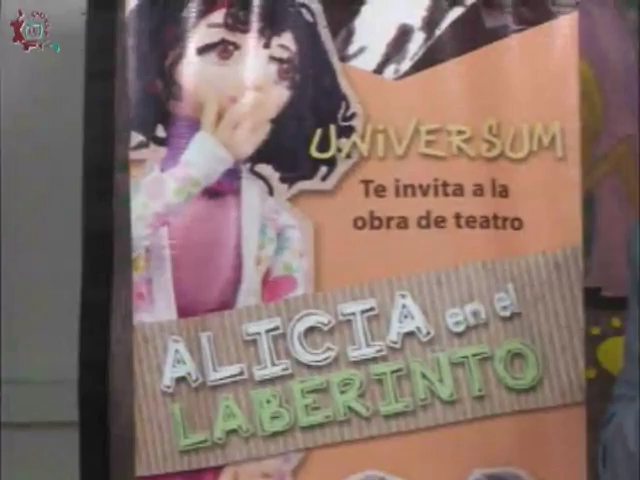 UNIVERSUM
Te invita a la
obra de teatro
ALICIA en el
LABERINTO